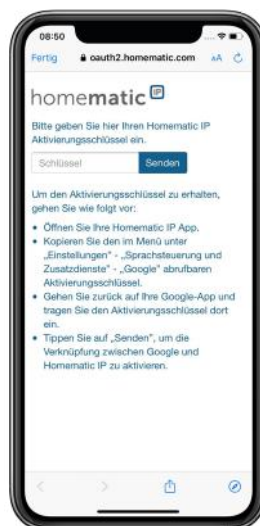 08:50
Fertig oauth2.homematic.com AA
homematic IP
Bitte geben Sie hier Ihren Homematic IP
Aktivierungsschlüssel ein.
Schlüssel Senden
Um den Aktivierungsschlüssel zu erhalten,
gehen Sie wie folgt vor:
• Öffnen Sie Ihre Homematic IP App.
• Kopieren Sie den im Menü unter
„Einstellungen" - „Sprachsteuerung und
Zusatzdienste" - „Google" abrufbaren
Aktivierungsschlüssel.
• Gehen Sie zurück auf Ihre Google-App und
tragen Sie den Aktivierungsschlüssel dort
ein.
• Tippen Sie auf „Senden", um die
Verknüpfung zwischen Google und
Homematic IP zu aktivieren.